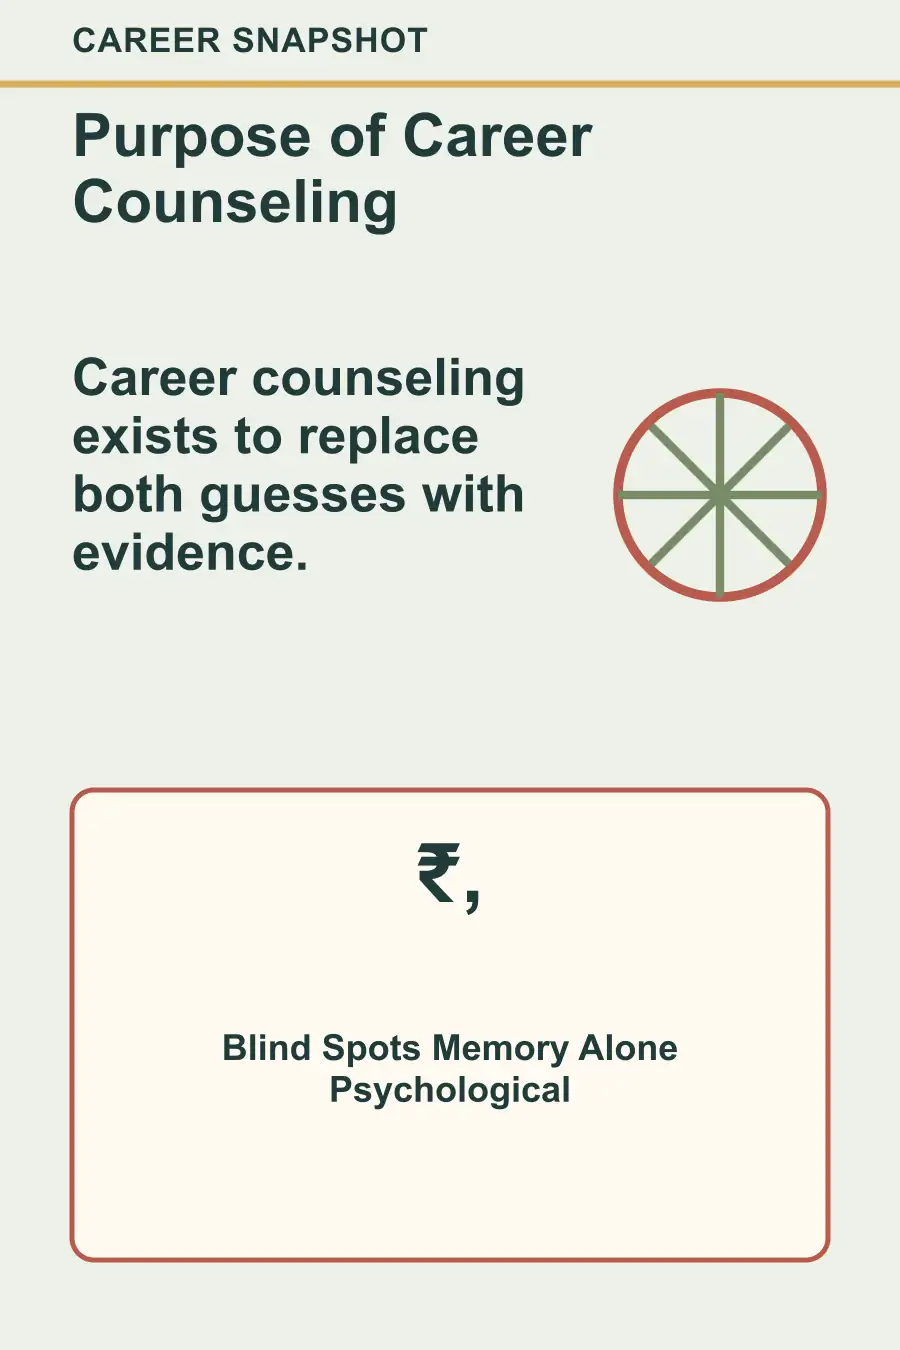 CAREER SNAPSHOT
Purpose of Career
Counseling
Career counseling
exists to replace
both guesses with
evidence.
₹,
Blind Spots Memory Alone
Psychological